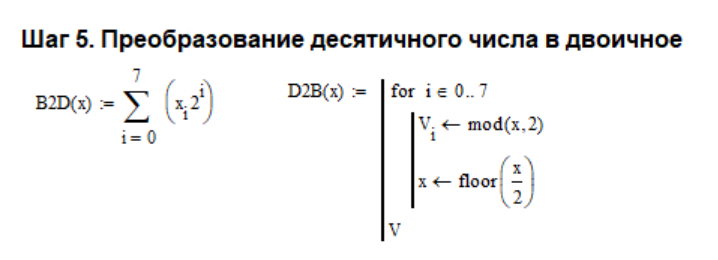 Шаг 5. Преобразование десятичного числа в двоичное
B2D(x) := ∑_{i = 0}^{7} (x_i 2^i)
D2B(x) := for i ∈ 0.. 7
V_i ← mod(x,2)
x ← floor(x/2)
V